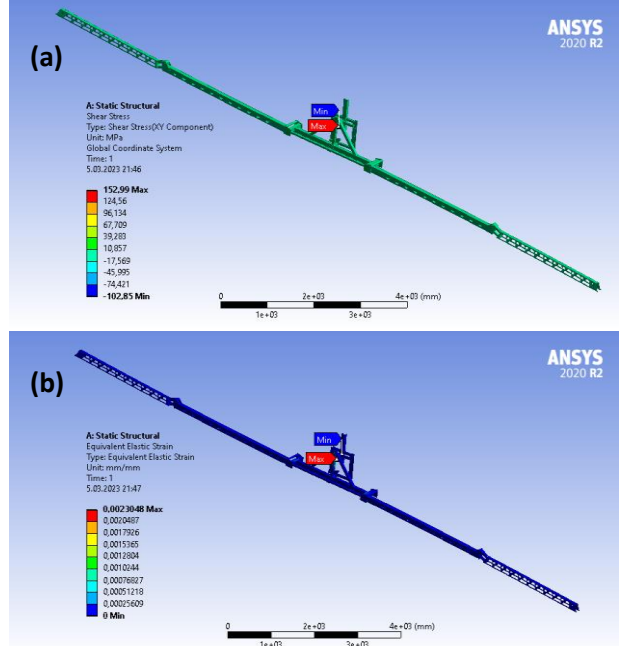 (a)
ANSYS
2020 R2
A: Static Structural
Shear Stress
Type: Shear Stress(XY Component)
Unit: MPa
Global Coordinate System
Time: 1
5.03.2023 21:46
Min
Max
152,99 Max
124,56
96,134
67,709
39,283
10,857
-17,569
-45,995
-74,421
-102,85 Min
0 2e+03 4e+03 (mm)
1e+03 3e+03
(b)
ANSYS
2020 R2
A: Static Structural
Equivalent Elastic Strain
Type: Equivalent Elastic Strain
Unit: mm/mm
Time: 1
5.03.2023 21:47
Min
Max
0,0023048 Max
0,0020487
0,0017926
0,0015365
0,0012804
0,0010244
0,00076827
0,00051218
0,00025609
0 Min
0 2e+03 4e+03 (mm)
1e+03 3e+03